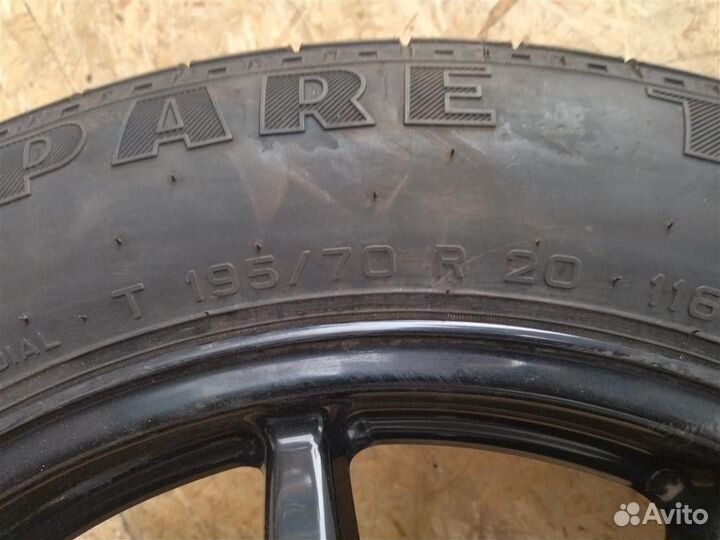 PARE T
DIAL T 195/70 R 20 116
Avito